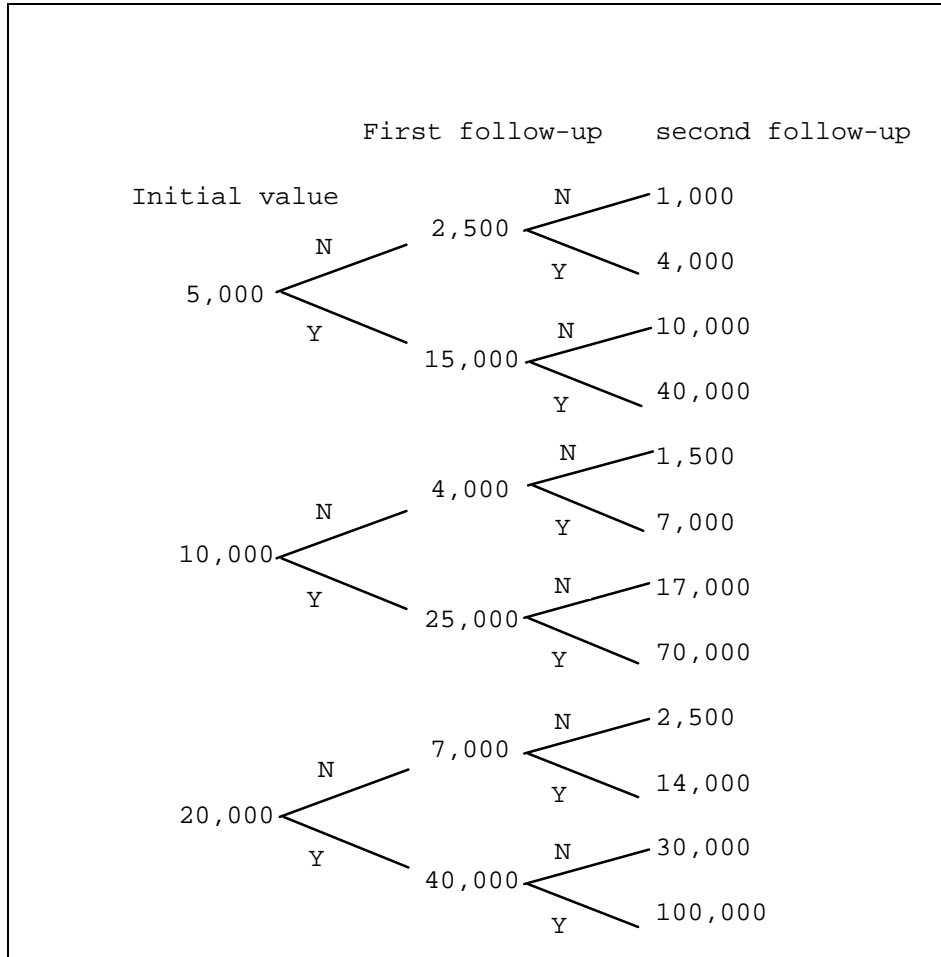 First follow-up second follow-up
Initial value
N
1,000
2,500
N
Y
4,000
5,000
Y
N
10,000
15,000
Y
40,000
N
1,500
4,000
N
Y
7,000
10,000
Y
N
17,000
25,000
Y
70,000
N
2,500
7,000
N
Y
14,000
20,000
Y
N
30,000
40,000
Y
100,000